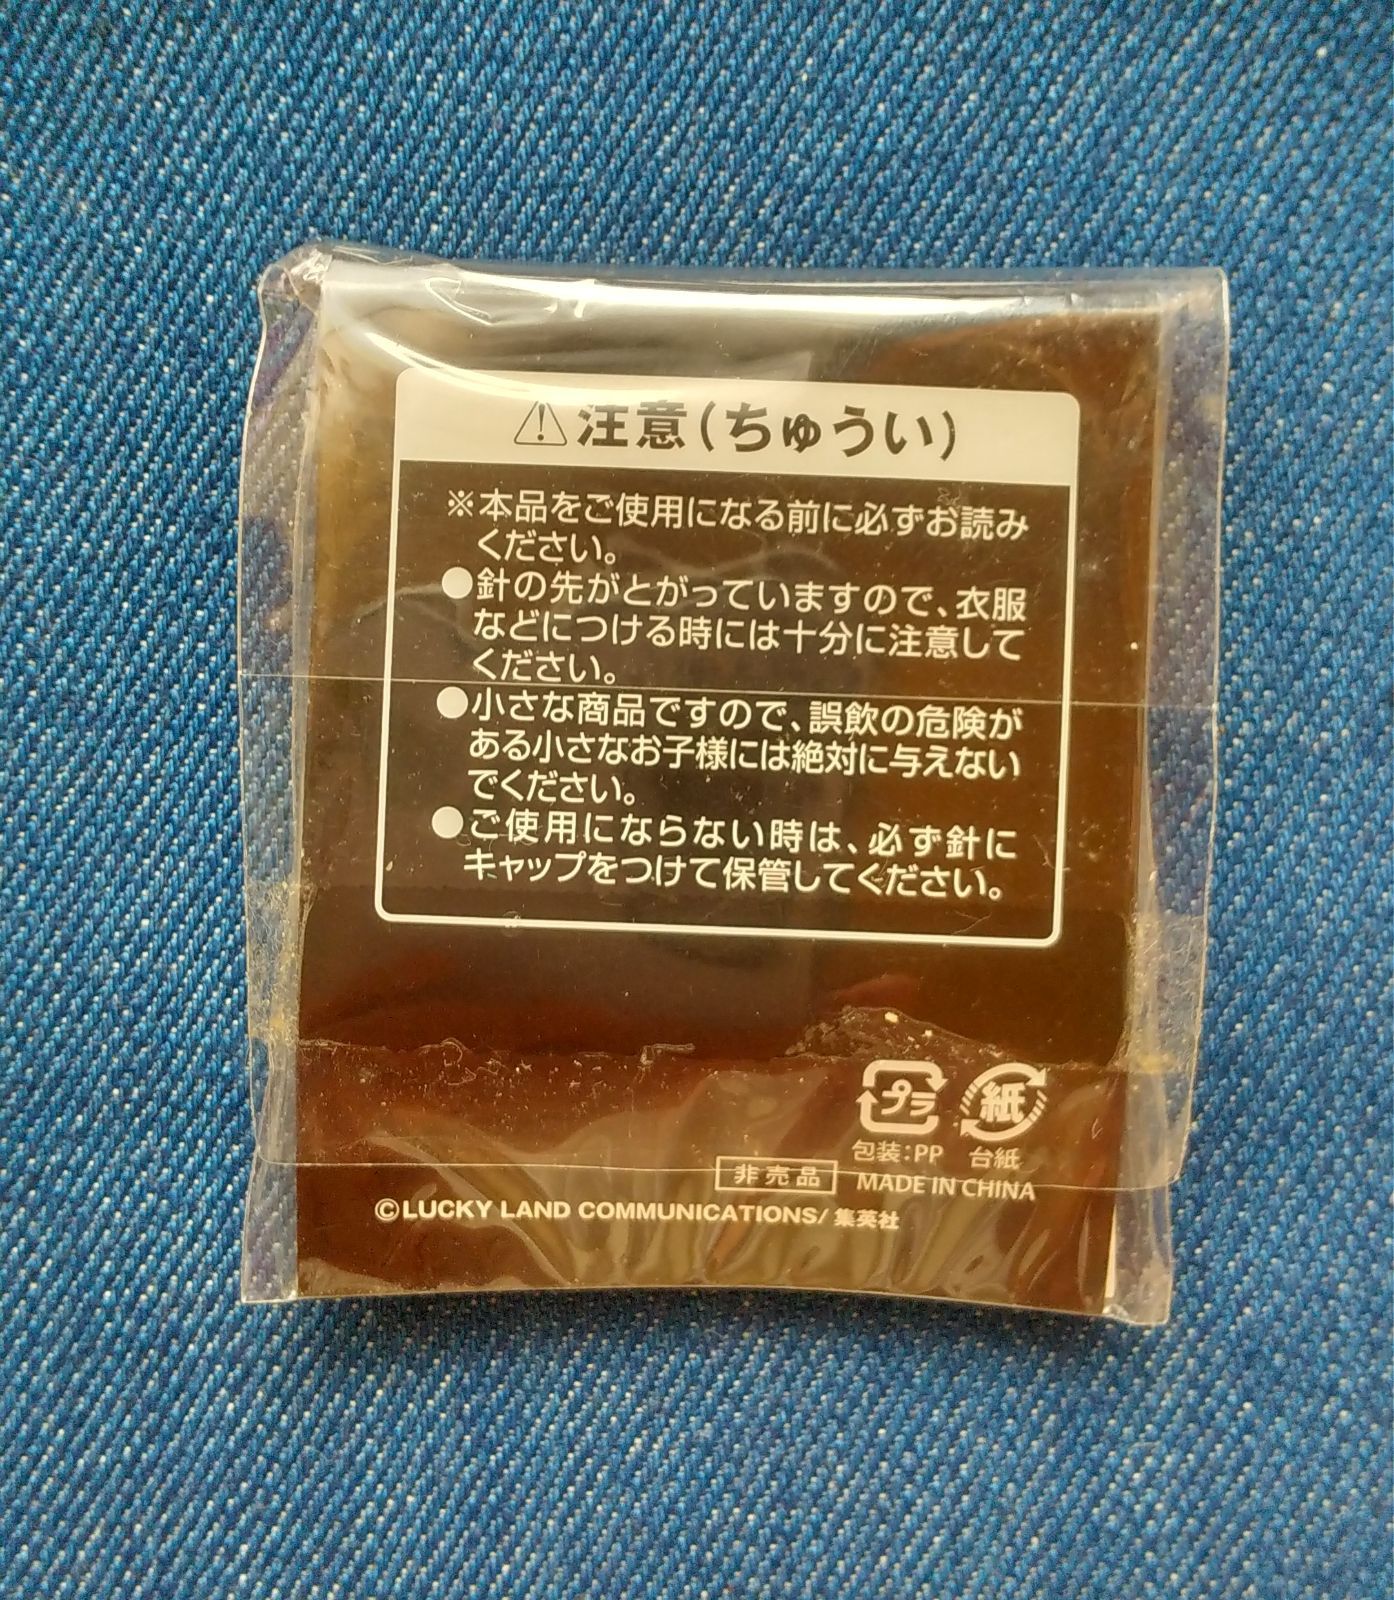 ⚠注意(ちゅうい)
※本品をご使用になる前に必ずお読み
ください。
●針の先がとがっていますので、衣服
などにつける時には十分に注意して
ください。
●小さな商品ですので、誤飲の危険が
ある小さなお子様には絶対に与えない
でください。
●ご使用にならない時は、必ず針に
キャップをつけて保管してください。
プラ 紙
包装:PP 台紙
非売品 MADE IN CHINA
©LUCKY LAND COMMUNICATIONS/集英社